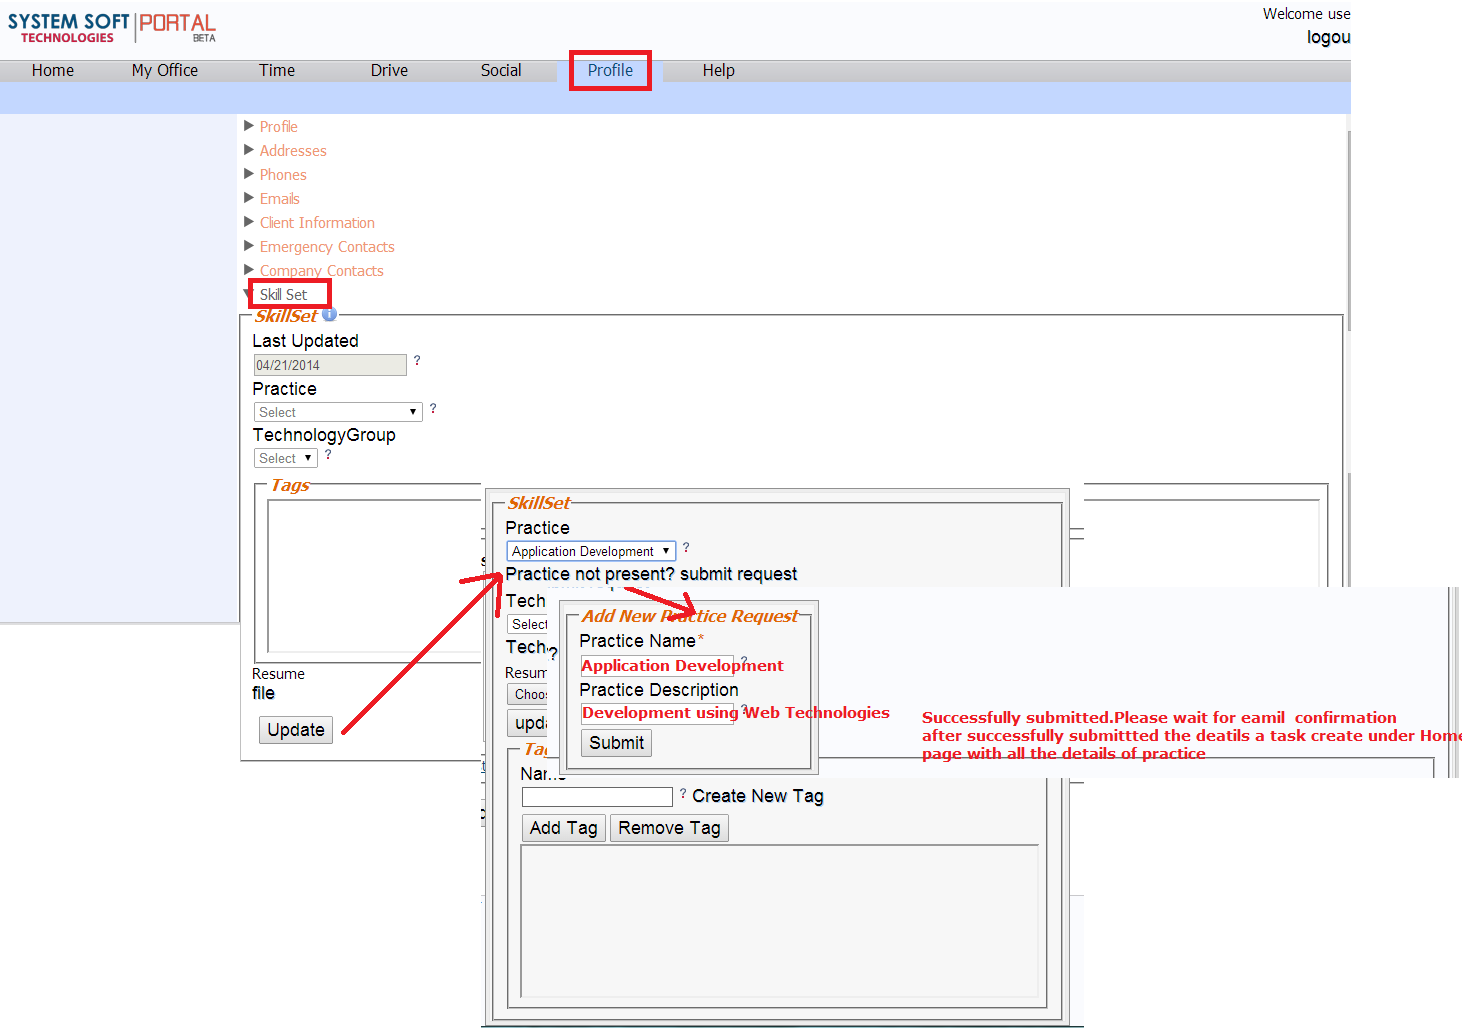 SYSTEM SOFT PORTAL
TECHNOLOGIES BETA
Welcome use
logou
Home My Office Time Drive Social Profile Help
Profile
Addresses
Phones
Emails
Client Information
Emergency Contacts
Company Contacts
Skill Set
SkillSet
Last Updated
04/21/2014 ?
Practice
Select ?
TechnologyGroup
Select ?
Tags
Resume
file
Update
SkillSet
Practice
Application Development ?
Practice not present? submit request
Tech
Select
Tech
?
Resum
Choos
upda
Add New Practice Request
Practice Name*
Application Development ?
Practice Description
Development using Web Technologies ?
Submit
Successfully submitted.Please wait for eamil confirmation
after successfully submittted the deatils a task create under Home
page with all the details of practice
Tag
Name
? Create New Tag
Add Tag Remove Tag